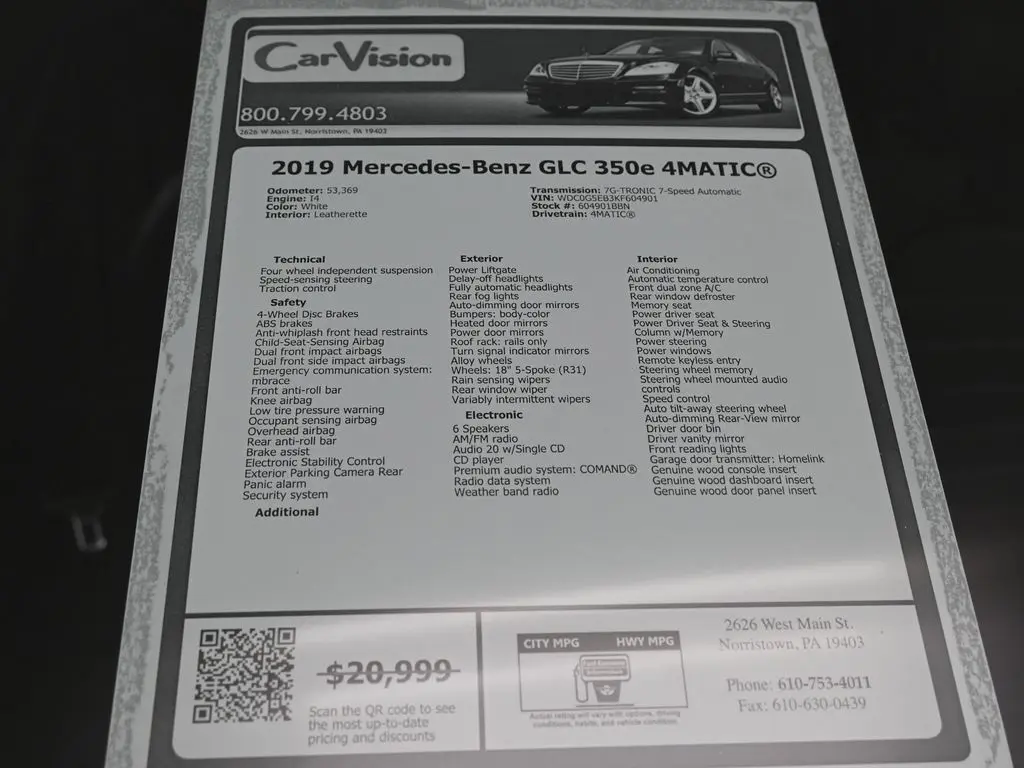 CarVision
800.799.4803
2626 W Main St, Norristown, PA 19403
2019 Mercedes-Benz GLC 350e 4MATIC®
Odometer: 53,369
Engine: I4
Color: White
Interior: Leatherette
Transmission: 7G-TRONIC 7-Speed Automatic
VIN: WDC0G5EB3KF604901
Stock #: 604901BBN
Drivetrain: 4MATIC®
Technical
Four wheel independent suspension
Speed-sensing steering
Traction control
Safety
4-Wheel Disc Brakes
ABS brakes
Anti-whiplash front head restraints
Child-Seat-Sensing Airbag
Dual front impact airbags
Dual front side impact airbags
Emergency communication system:
mbrace
Front anti-roll bar
Knee airbag
Low tire pressure warning
Occupant sensing airbag
Overhead airbag
Rear anti-roll bar
Brake assist
Electronic Stability Control
Exterior Parking Camera Rear
Panic alarm
Security system
Additional
Exterior
Power Liftgate
Delay-off headlights
Fully automatic headlights
Rear fog lights
Auto-dimming door mirrors
Bumpers: body-color
Heated door mirrors
Power door mirrors
Roof rack: rails only
Turn signal indicator mirrors
Alloy wheels
Wheels: 18" 5-Spoke (R31)
Rain sensing wipers
Rear window wiper
Variably intermittent wipers
Electronic
6 Speakers
AM/FM radio
Audio 20 w/Single CD
CD player
Premium audio system: COMAND®
Radio data system
Weather band radio
Interior
Air Conditioning
Automatic temperature control
Front dual zone A/C
Rear window defroster
Memory seat
Power driver seat
Power Driver Seat & Steering
Column w/Memory
Power steering
Power windows
Remote keyless entry
Steering wheel memory
Steering wheel mounted audio
controls
Speed control
Auto tilt-away steering wheel
Auto-dimming Rear-View mirror
Driver door bin
Driver vanity mirror
Front reading lights
Garage door transmitter: Homelink
Genuine wood console insert
Genuine wood dashboard insert
Genuine wood door panel insert
$20,999
Scan the QR code to see
the most up-to-date
pricing and discounts
CITY MPG HWY MPG
Actual rating will vary with options, driving
conditions, habits, and vehicle condition.
2626 West Main St.
Norristown, PA 19403
Phone: 610-753-4011
Fax: 610-630-0439